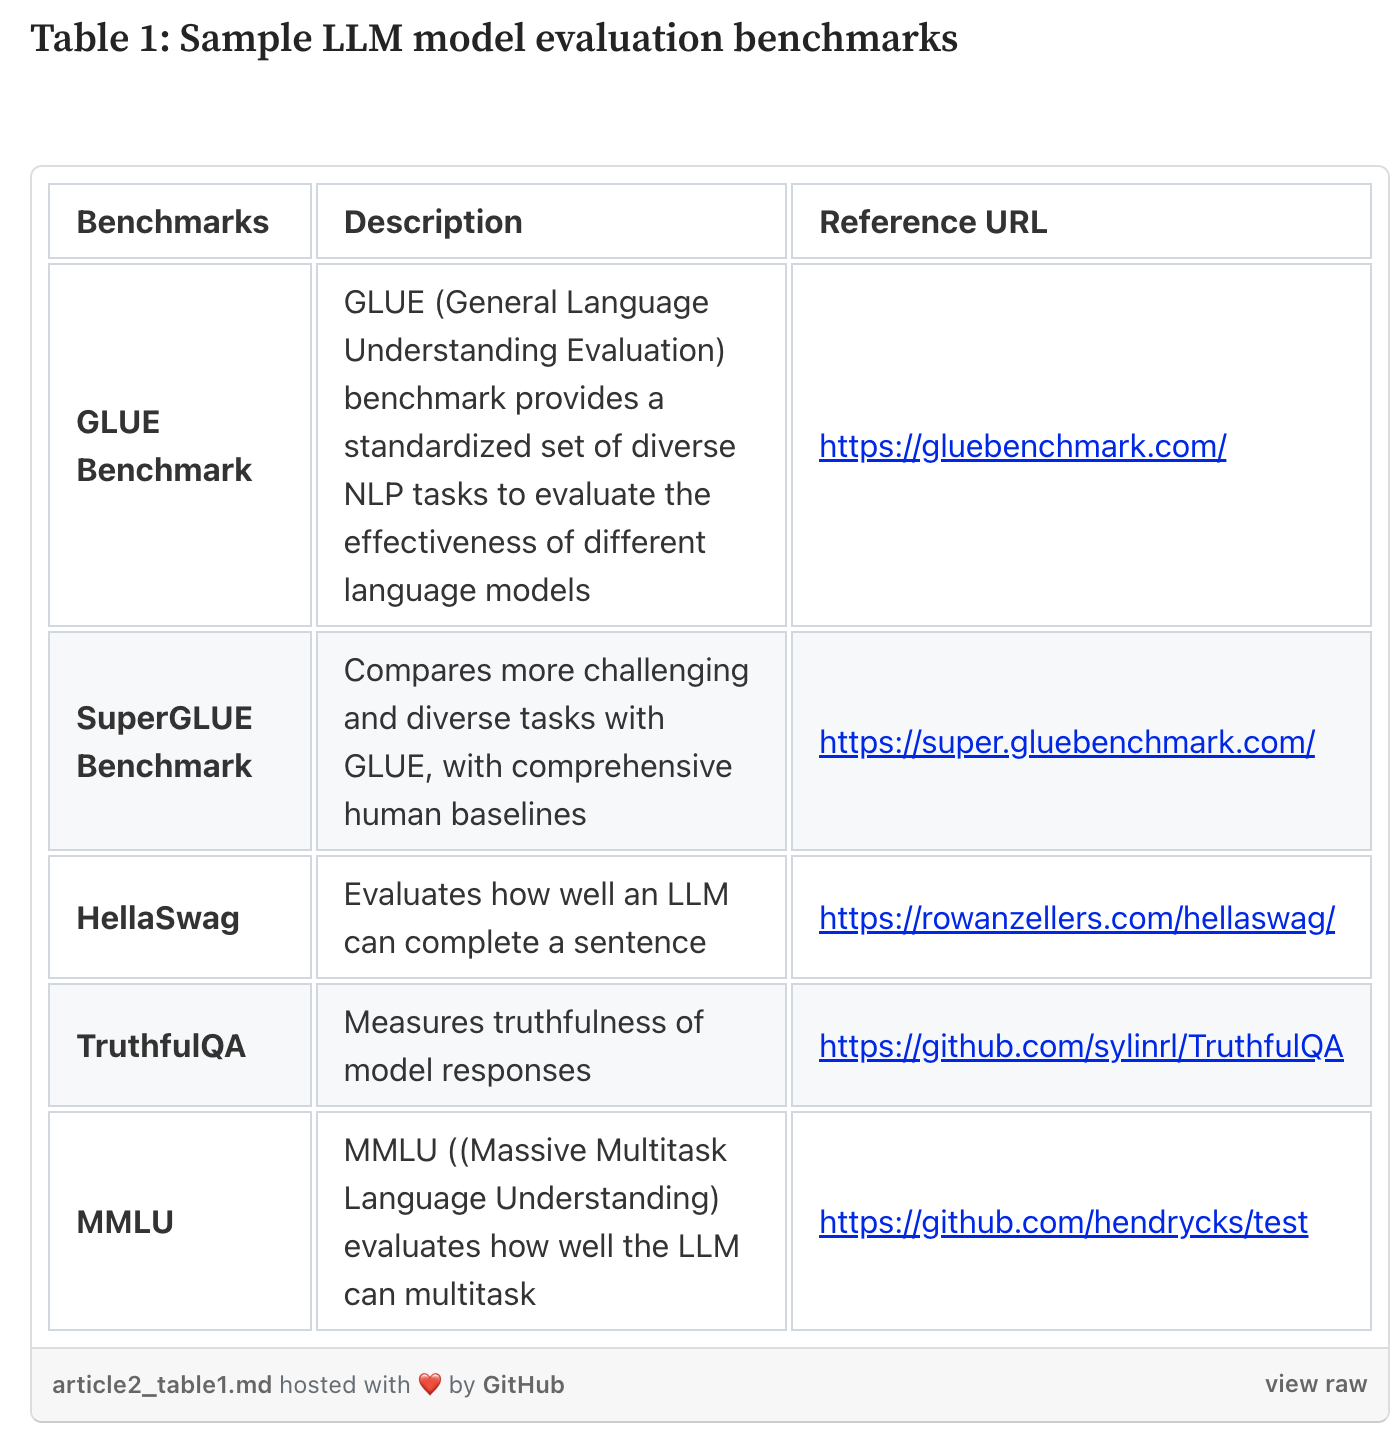 Table 1: Sample LLM model evaluation benchmarks
Benchmarks
Description
Reference URL
GLUE
Benchmark
GLUE (General Language
Understanding Evaluation)
benchmark provides a
standardized set of diverse
NLP tasks to evaluate the
effectiveness of different
language models
https://gluebenchmark.com/
SuperGLUE
Benchmark
Compares more challenging
and diverse tasks with
GLUE, with comprehensive
human baselines
https://super.gluebenchmark.com/
HellaSwag
Evaluates how well an LLM
can complete a sentence
https://rowanzellers.com/hellaswag/
TruthfulQA
Measures truthfulness of
model responses
https://github.com/sylinrl/TruthfulQA
MMLU
MMLU ((Massive Multitask
Language Understanding)
evaluates how well the LLM
can multitask
https://github.com/hendrycks/test
article2_table1.md hosted with ❤ by GitHub
view raw